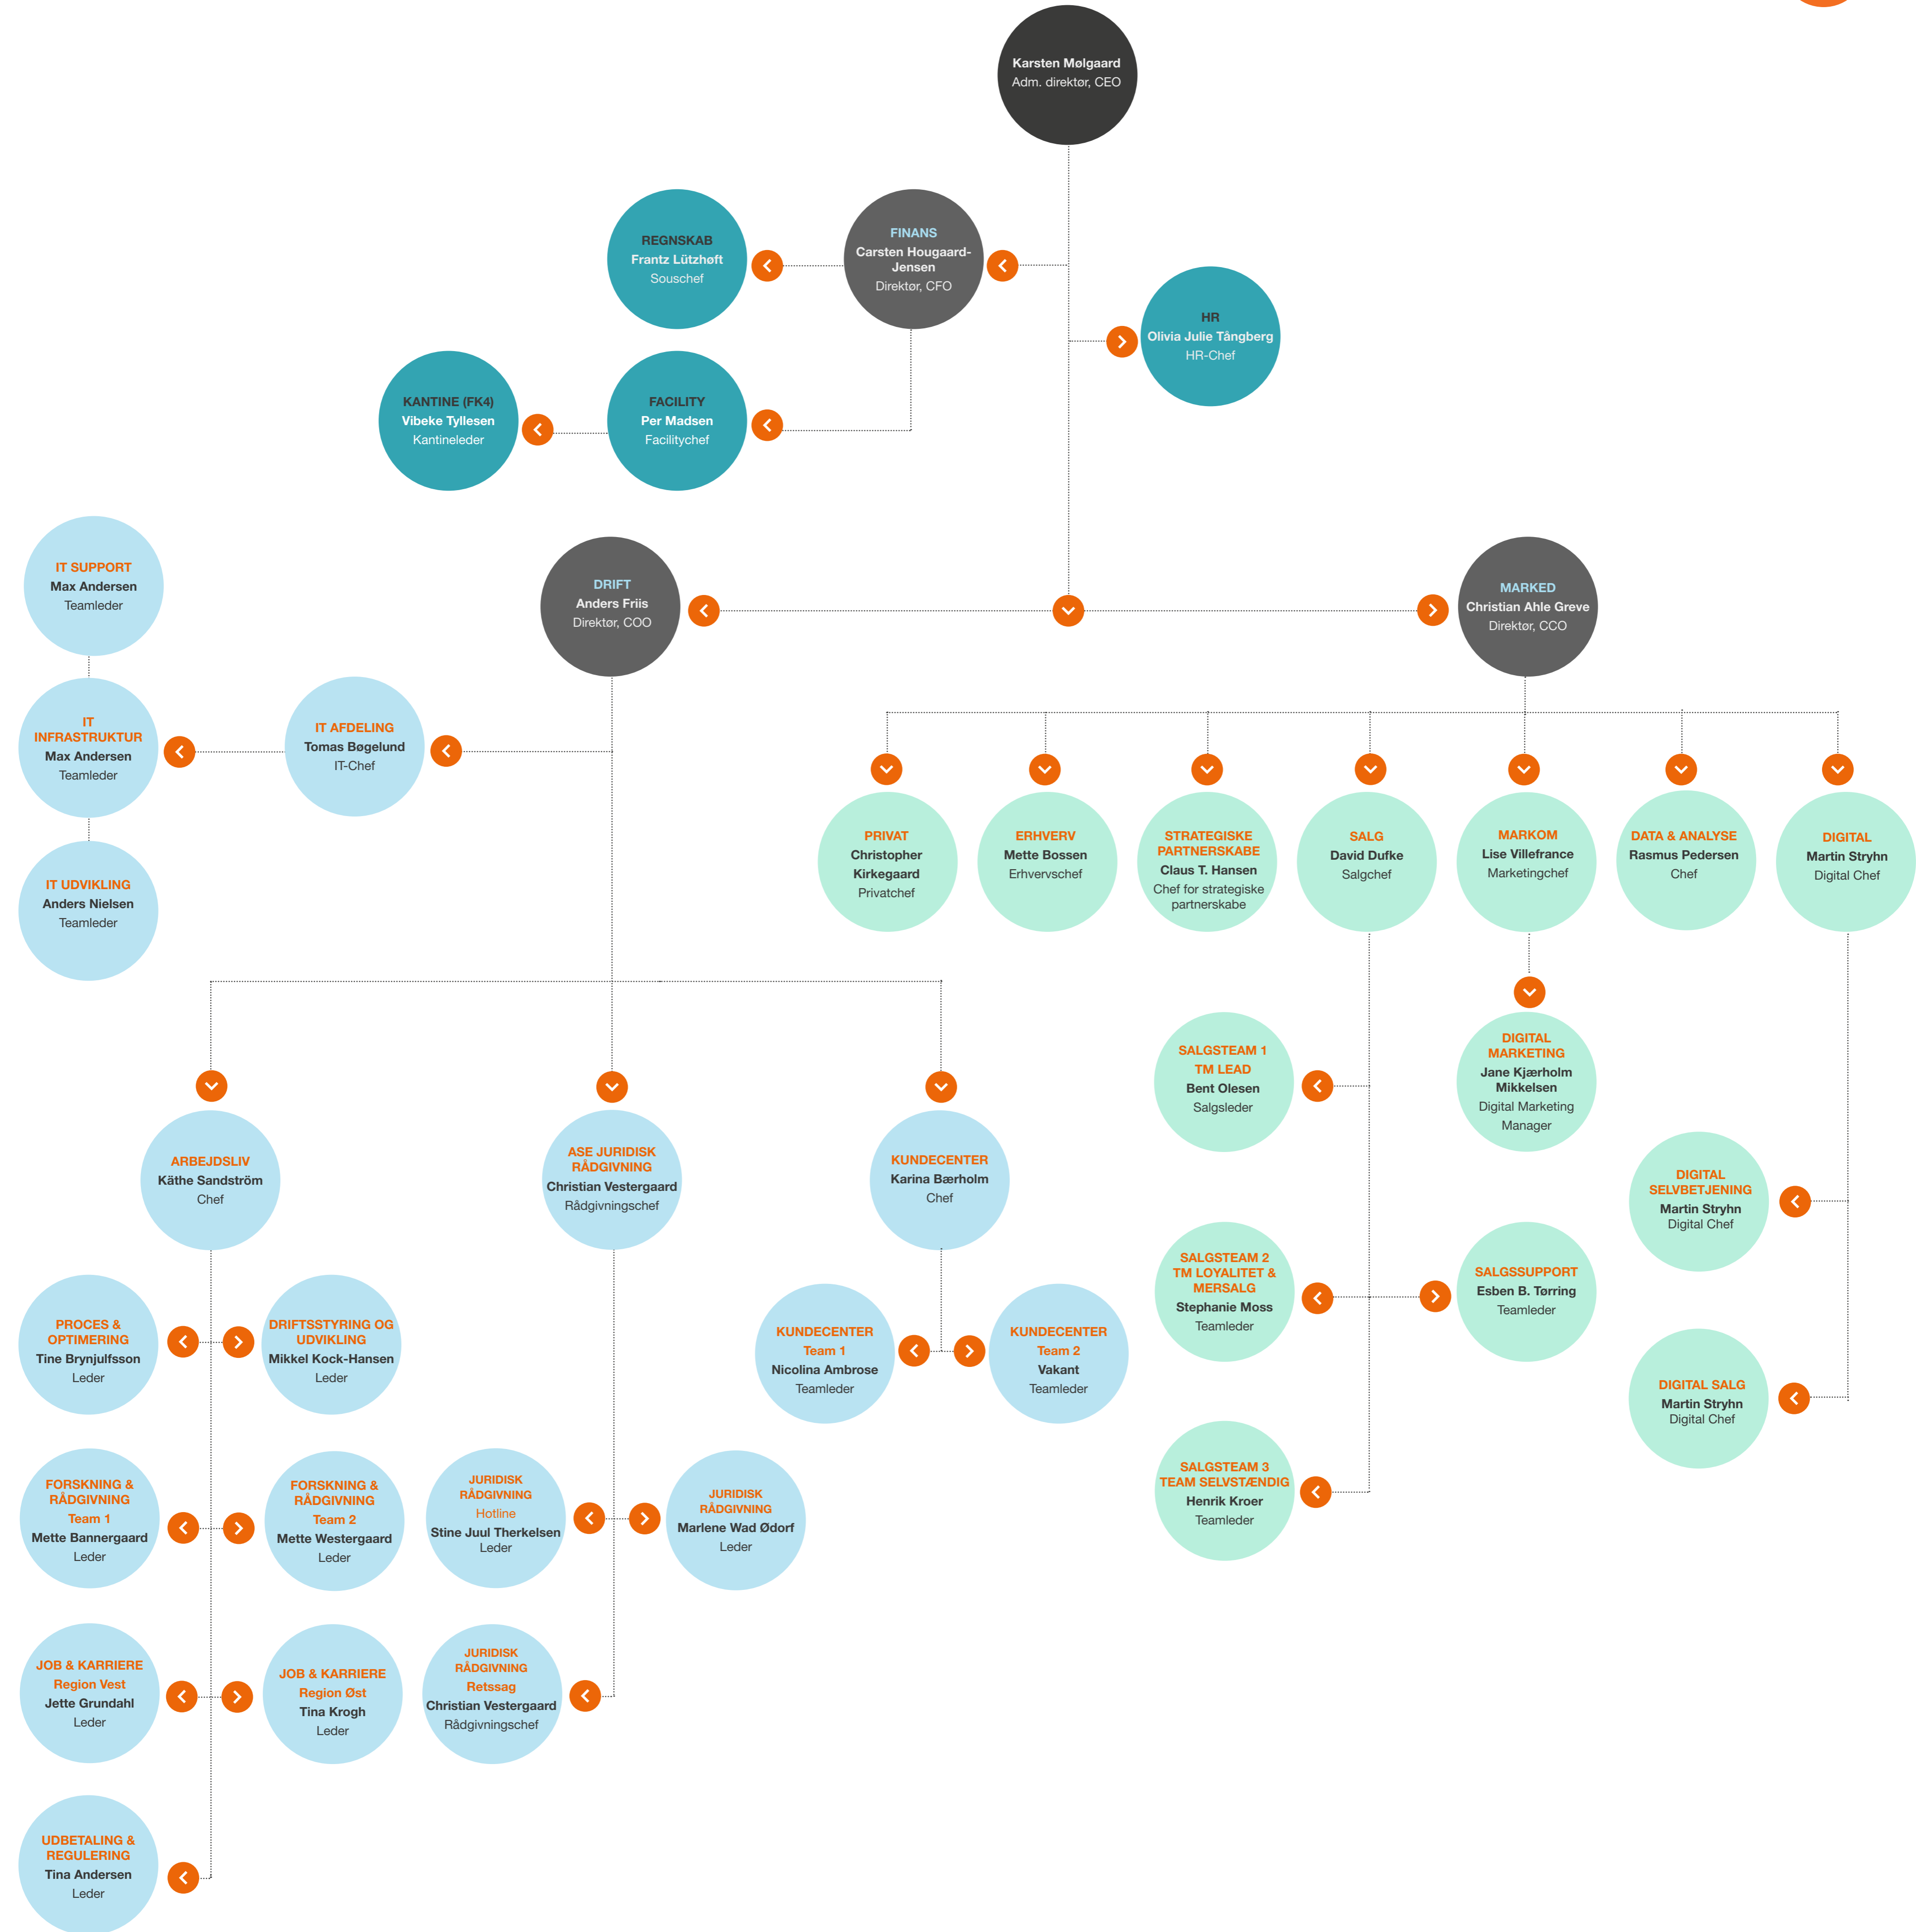 Karsten Mølgaard
Adm. direktør, CEO
REGNSKAB
Frantz Lützhøft
Souschef
FINANS
Carsten Hougaard-
Jensen
Direktør, CFO
HR
Olivia Julie Tångberg
HR-Chef
KANTINE (FK4)
Vibeke Tyllesen
Kantineleder
FACILITY
Per Madsen
Facilitychef
IT SUPPORT
Max Andersen
Teamleder
DRIFT
Anders Friis
Direktør, COO
MARKED
Christian Ahle Greve
Direktør, CCO
IT
INFRASTRUKTUR
Max Andersen
Teamleder
IT AFDELING
Tomas Bøgelund
IT-Chef
IT UDVIKLING
Anders Nielsen
Teamleder
PRIVAT
Christopher
Kirkegaard
Privatchef
ERHVERV
Mette Bossen
Erhvervschef
STRATEGISKE
PARTNERSKABE
Claus T. Hansen
Chef for strategiske
partnerskabe
SALG
David Dufke
Salgchef
MARKOM
Lise Villefrance
Marketingchef
DATA & ANALYSE
Rasmus Pedersen
Chef
DIGITAL
Martin Stryhn
Digital Chef
SALGSTEAM 1
TM LEAD
Bent Olesen
Salgsleder
DIGITAL
MARKETING
Jane Kjærholm
Mikkelsen
Digital Marketing
Manager
ARBEJDSLIV
Käthe Sandström
Chef
ASE JURIDISK
RÅDGIVNING
Christian Vestergaard
Rådgivningschef
KUNDECENTER
Karina Bærholm
Chef
DIGITAL
SELVBETJENING
Martin Stryhn
Digital Chef
SALGSTEAM 2
TM LOYALITET &
MERSALG
Stephanie Moss
Teamleder
SALGSSUPPORT
Esben B. Tørring
Teamleder
PROCES &
OPTIMERING
Tine Brynjulfsson
Leder
DRIFTSSTYRING OG
UDVIKLING
Mikkel Kock-Hansen
Leder
KUNDECENTER
Team 1
Nicolina Ambrose
Teamleder
KUNDECENTER
Team 2
Vakant
Teamleder
DIGITAL SALG
Martin Stryhn
Digital Chef
FORSKNING &
RÅDGIVNING
Team 1
Mette Bannergaard
Leder
FORSKNING &
RÅDGIVNING
Team 2
Mette Westergaard
Leder
JURIDISK
RÅDGIVNING
Hotline
Stine Juul Therkelsen
Leder
JURIDISK
RÅDGIVNING
Marlene Wad Ødorf
Leder
SALGSTEAM 3
TEAM SELVSTÆNDIG
Henrik Kroer
Teamleder
JOB & KARRIERE
Region Vest
Jette Grundahl
Leder
JOB & KARRIERE
Region Øst
Tina Krogh
Leder
JURIDISK
RÅDGIVNING
Retssag
Christian Vestergaard
Rådgivningschef
UDBETALING &
REGULERING
Tina Andersen
Leder